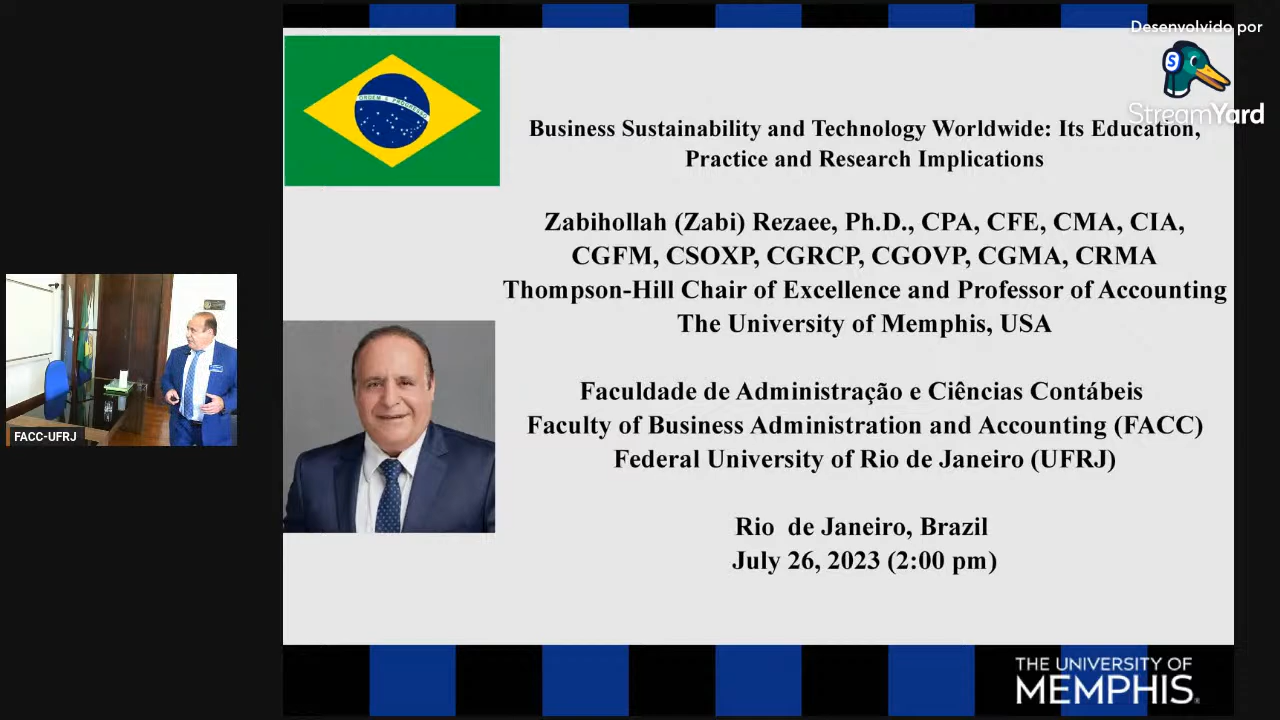 Desenvolvido por
StreamYard
ORDEM E PROGRESSO
Business Sustainability and Technology Worldwide: Its Education,
Practice and Research Implications
Zabihollah (Zabi) Rezaee, Ph.D., CPA, CFE, CMA, CIA,
CGFM, CSOXP, CGRCP, CGOVP, CGMA, CRMA
Thompson-Hill Chair of Excellence and Professor of Accounting
The University of Memphis, USA
Faculdade de Administração e Ciências Contábeis
Faculty of Business Administration and Accounting (FACC)
Federal University of Rio de Janeiro (UFRJ)
Rio de Janeiro, Brazil
July 26, 2023 (2:00 pm)
FACC-UFRJ
THE UNIVERSITY OF
MEMPHIS.